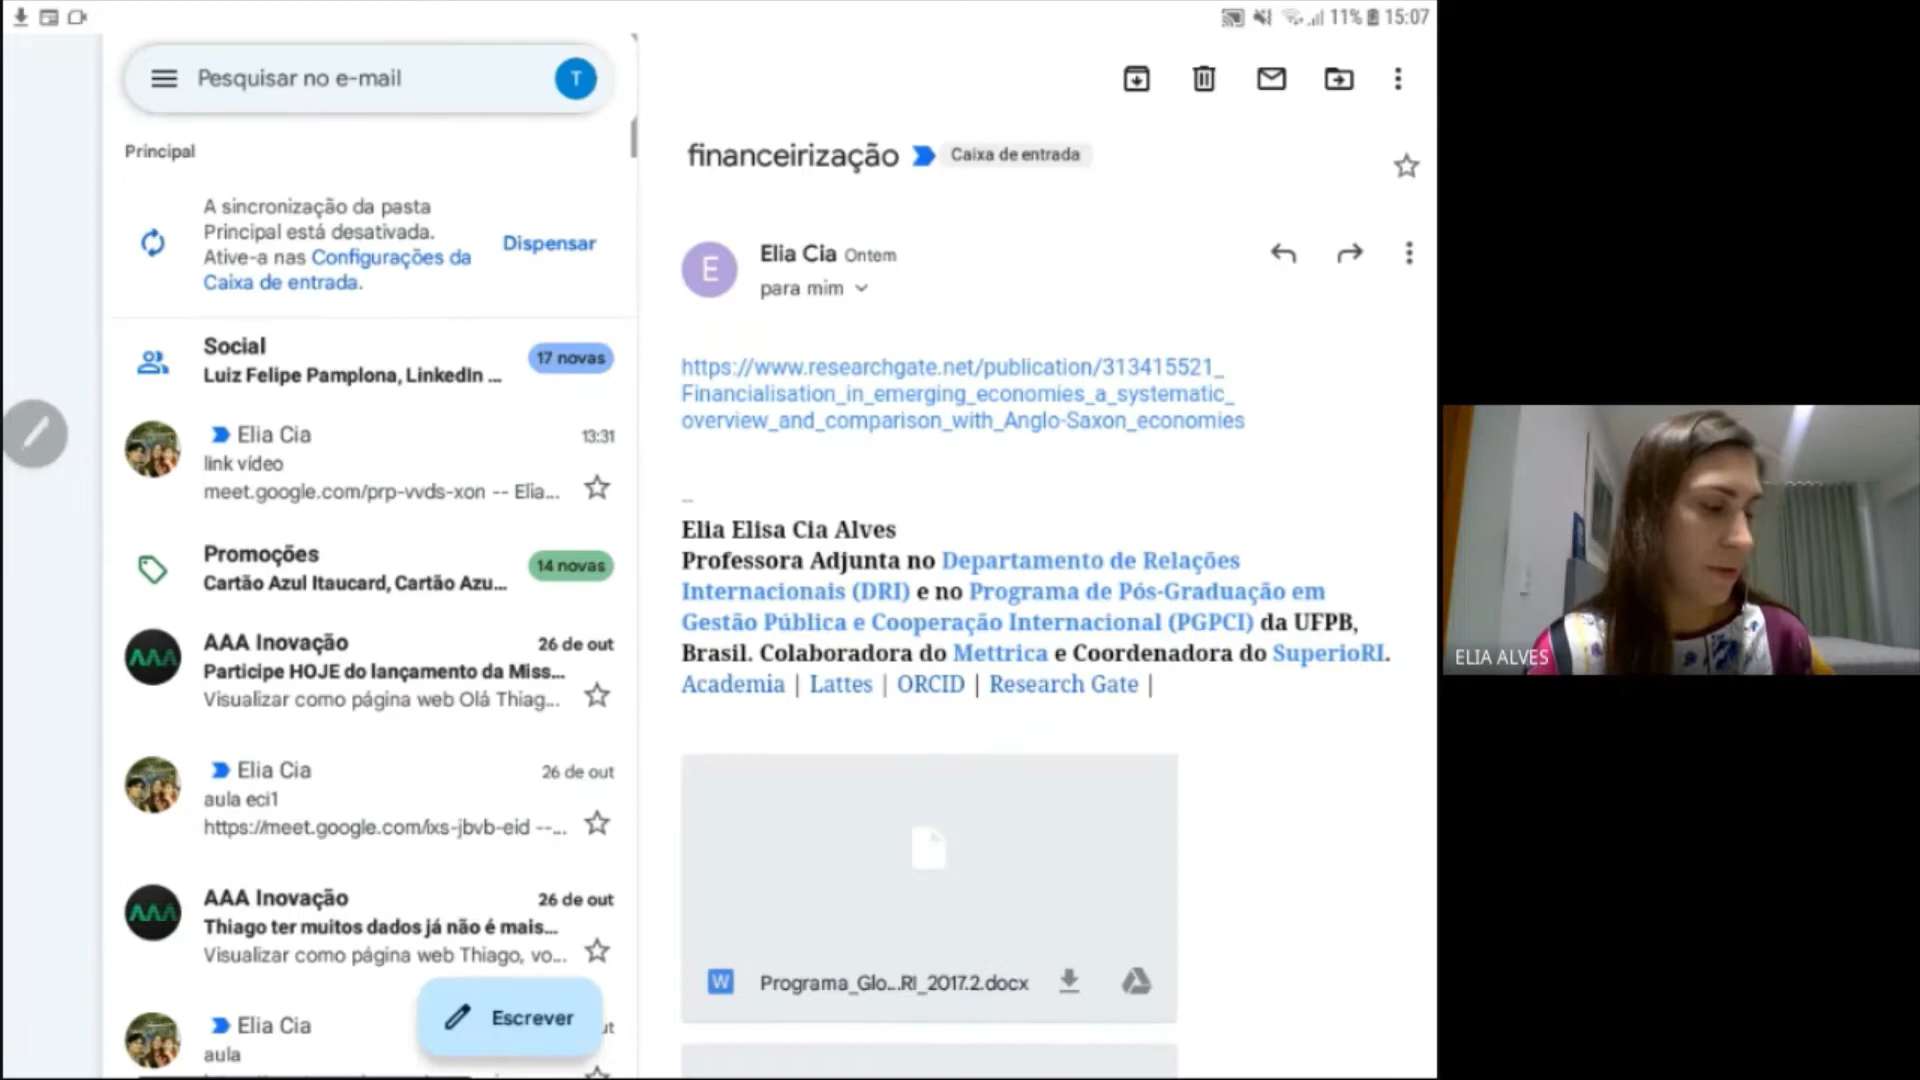 11% 15:07
Pesquisar no e-mail
T
Principal
A sincronização da pasta
Principal está desativada.
Ative-a nas Configurações da
Caixa de entrada.
Dispensar
Social
17 novas
Luiz Felipe Pamplona, LinkedIn ...
Elia Cia
13:31
link vídeo
meet.google.com/prp-vvds-xon -- Elia...
Promoções
14 novas
Cartão Azul Itaucard, Cartão Azu...
AAA Inovação
26 de out
Participe HOJE do lançamento da Miss...
Visualizar como página web Olá Thiag...
Elia Cia
26 de out
aula eci1
https://meet.google.com/ixs-jbvb-eid --...
AAA Inovação
26 de out
Thiago ter muitos dados já não é mais...
Visualizar como página web Thiago, vo...
Elia Cia
aula
Escrever
financeirização
Caixa de entrada
E
Elia Cia Ontem
para mim
https://www.researchgate.net/publication/313415521_
Financialisation_in_emerging_economies_a_systematic_
overview_and_comparison_with_Anglo-Saxon_economies
--
Elia Elisa Cia Alves
Professora Adjunta no Departamento de Relações
Internacionais (DRI) e no Programa de Pós-Graduação em
Gestão Pública e Cooperação Internacional (PGPCI) da UFPB,
Brasil. Colaboradora do Mettrica e Coordenadora do SuperioRI.
Academia | Lattes | ORCID | Research Gate |
W
Programa_Glo...RI_2017.2.docx
ELIA ALVES